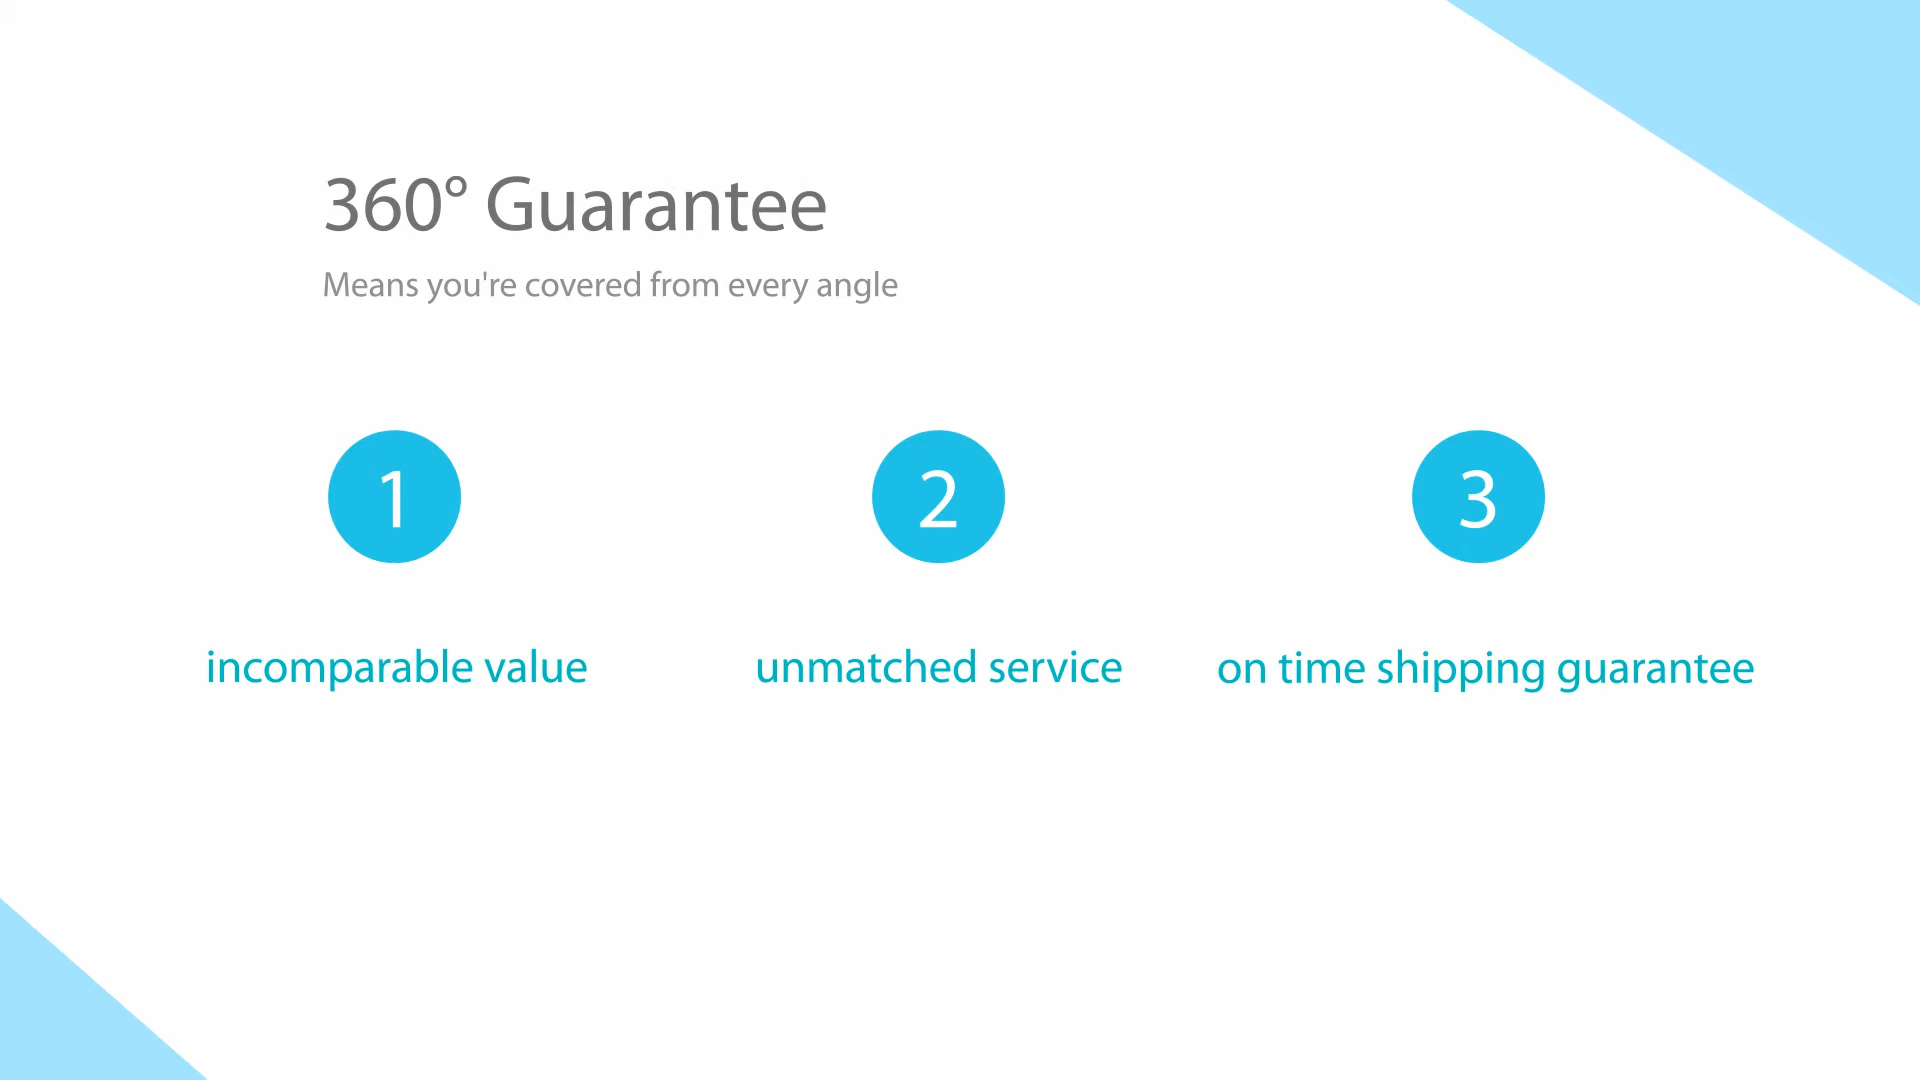 360° Guarantee
Means you're covered from every angle
1
2
3
incomparable value
unmatched service
on time shipping guarantee